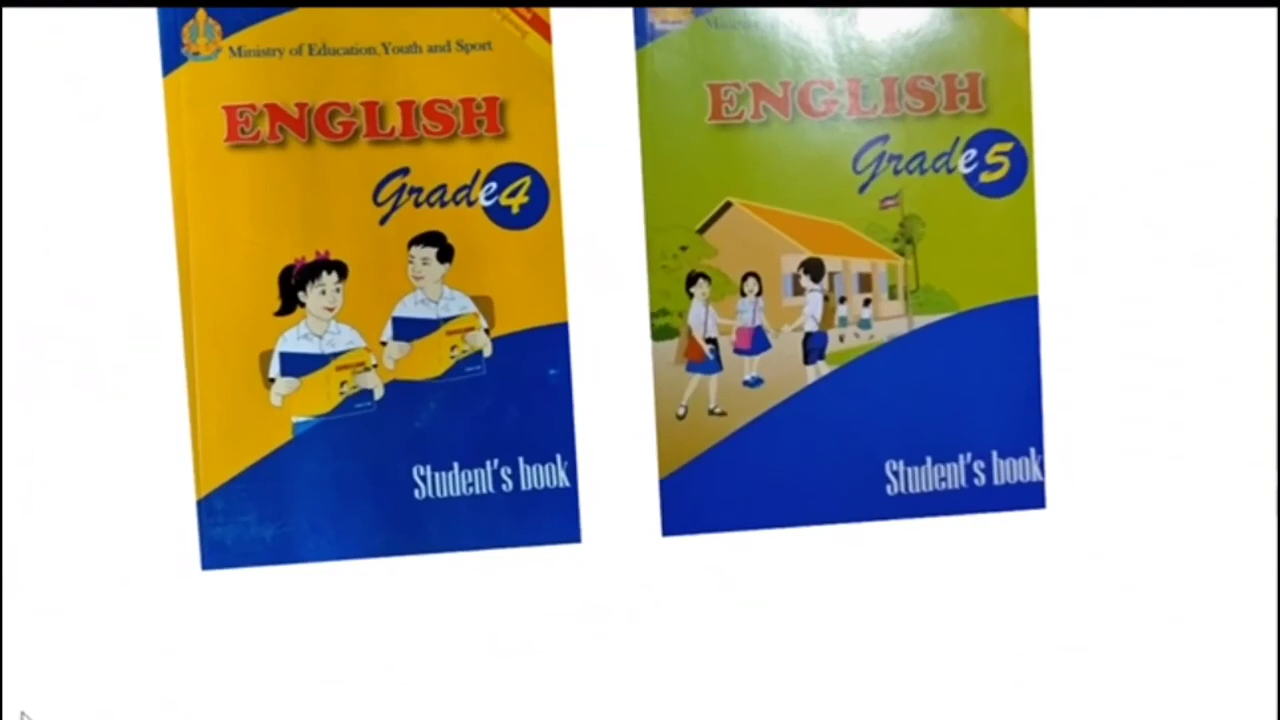 Ministry of Education, Youth and Sport
ENGLISH
Grade 4
Student's book
ENGLISH
Grade 5
Student's book